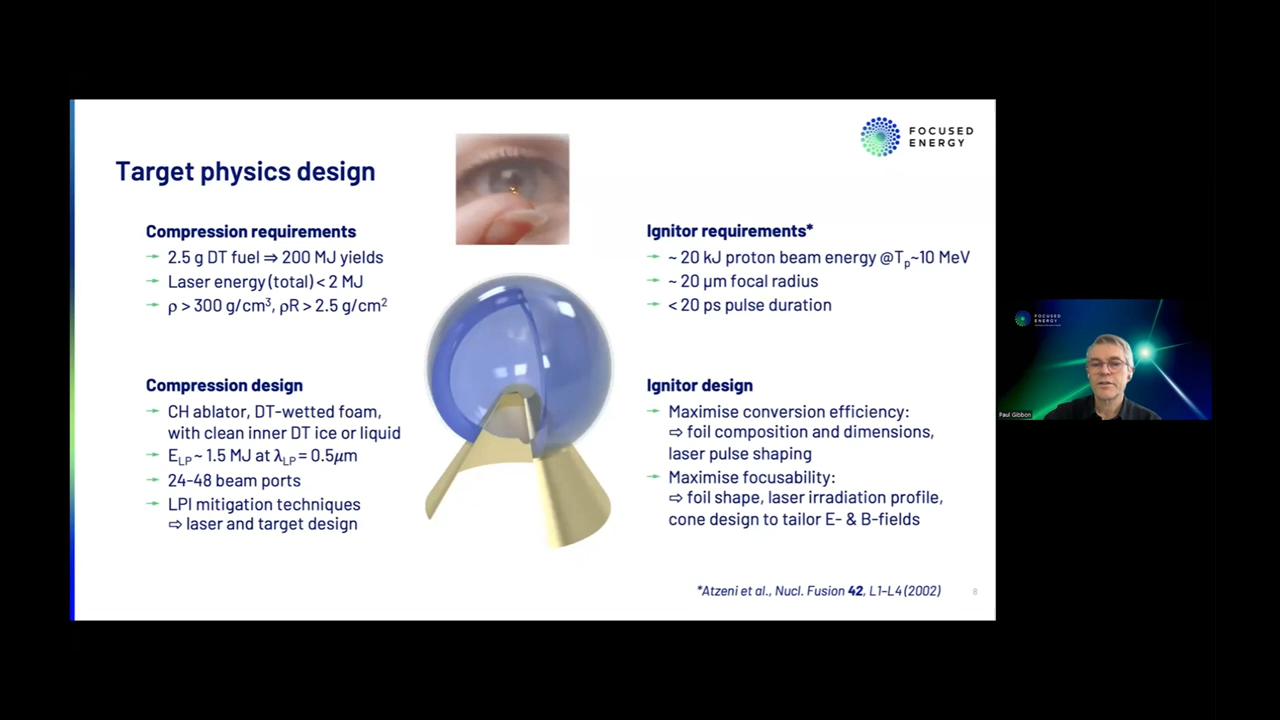 FOCUSED
ENERGY
Target physics design
Compression requirements
→ 2.5 g DT fuel ⇒ 200 MJ yields
→ Laser energy (total) < 2 MJ
→ ρ > 300 g/cm³, ρR > 2.5 g/cm²
Compression design
→ CH ablator, DT-wetted foam,
with clean inner DT ice or liquid
→ E_LP ~ 1.5 MJ at λ_LP = 0.5μm
→ 24-48 beam ports
→ LPI mitigation techniques
⇨ laser and target design
Ignitor requirements*
→ ~ 20 kJ proton beam energy @T_p~10 MeV
→ ~ 20 μm focal radius
→ < 20 ps pulse duration
Ignitor design
→ Maximise conversion efficiency:
⇨ foil composition and dimensions,
laser pulse shaping
→ Maximise focusability:
⇨ foil shape, laser irradiation profile,
cone design to tailor E- & B-fields
*Atzeni et al., Nucl. Fusion 42, L1-L4 (2002)
8
FOCUSED
ENERGY
Paul Gibbon